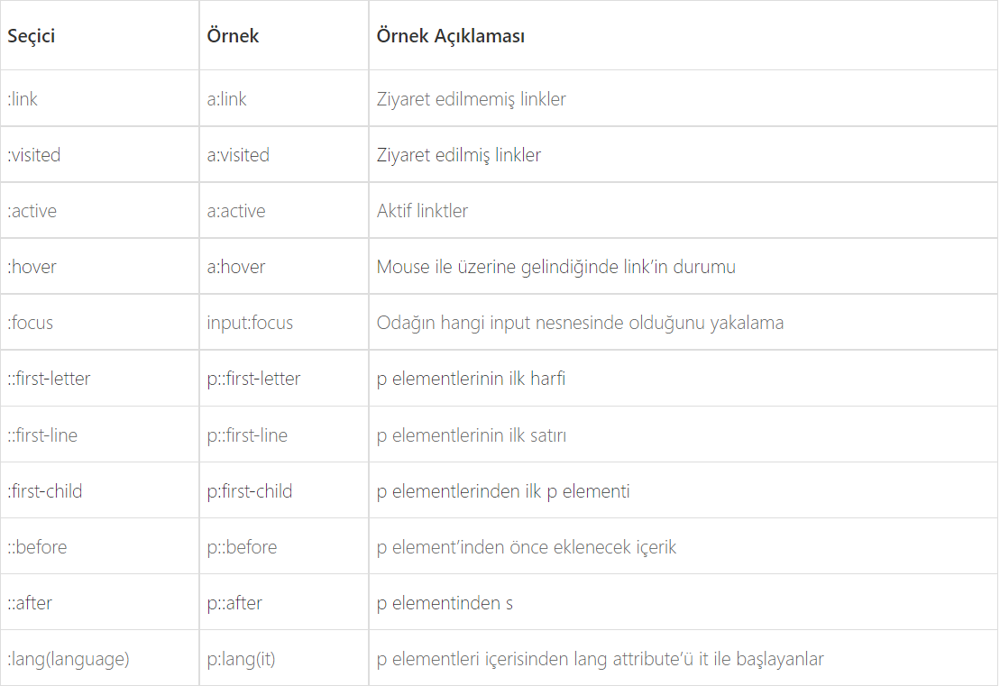 Seçici Örnek Örnek Açıklaması
:link a:link Ziyaret edilmemiş linkler
:visited a:visited Ziyaret edilmiş linkler
:active a:active Aktif linktler
:hover a:hover Mouse ile üzerine gelindiğinde link’in durumu
:focus input:focus Odağın hangi input nesnesinde olduğunu yakalama
::first-letter p::first-letter p elementlerinin ilk harfi
::first-line p::first-line p elementlerinin ilk satırı
:first-child p:first-child p elementlerinden ilk p elementi
::before p::before p element’inden önce eklenecek içerik
::after p::after p elementinden s
:lang(language) p:lang(it) p elementleri içerisinden lang attribute’ü it ile başlayanlar